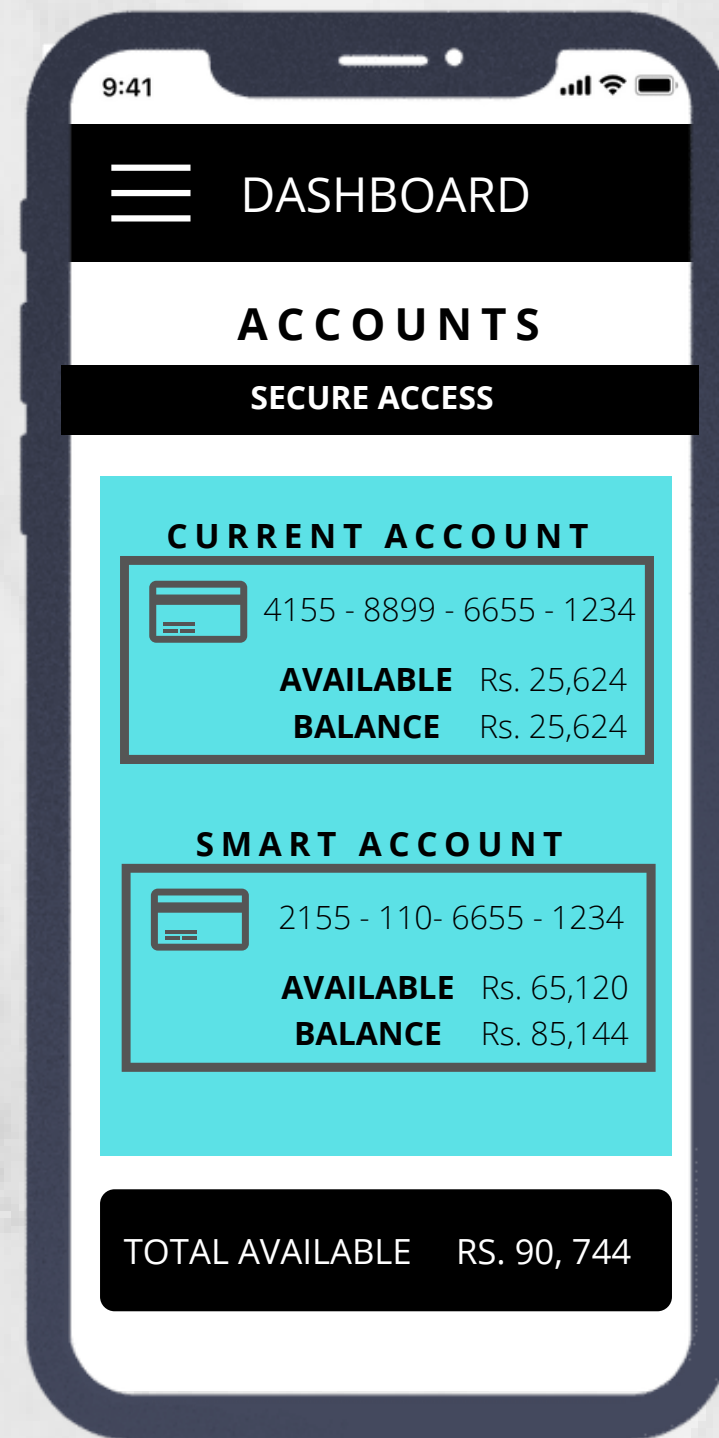 9:41
DASHBOARD
ACCOUNTS
SECURE ACCESS
CURRENT ACCOUNT
4155 - 8899 - 6655 - 1234
AVAILABLE Rs. 25,624
BALANCE Rs. 25,624
SMART ACCOUNT
2155 - 110- 6655 - 1234
AVAILABLE Rs. 65,120
BALANCE Rs. 85,144
TOTAL AVAILABLE RS. 90, 744